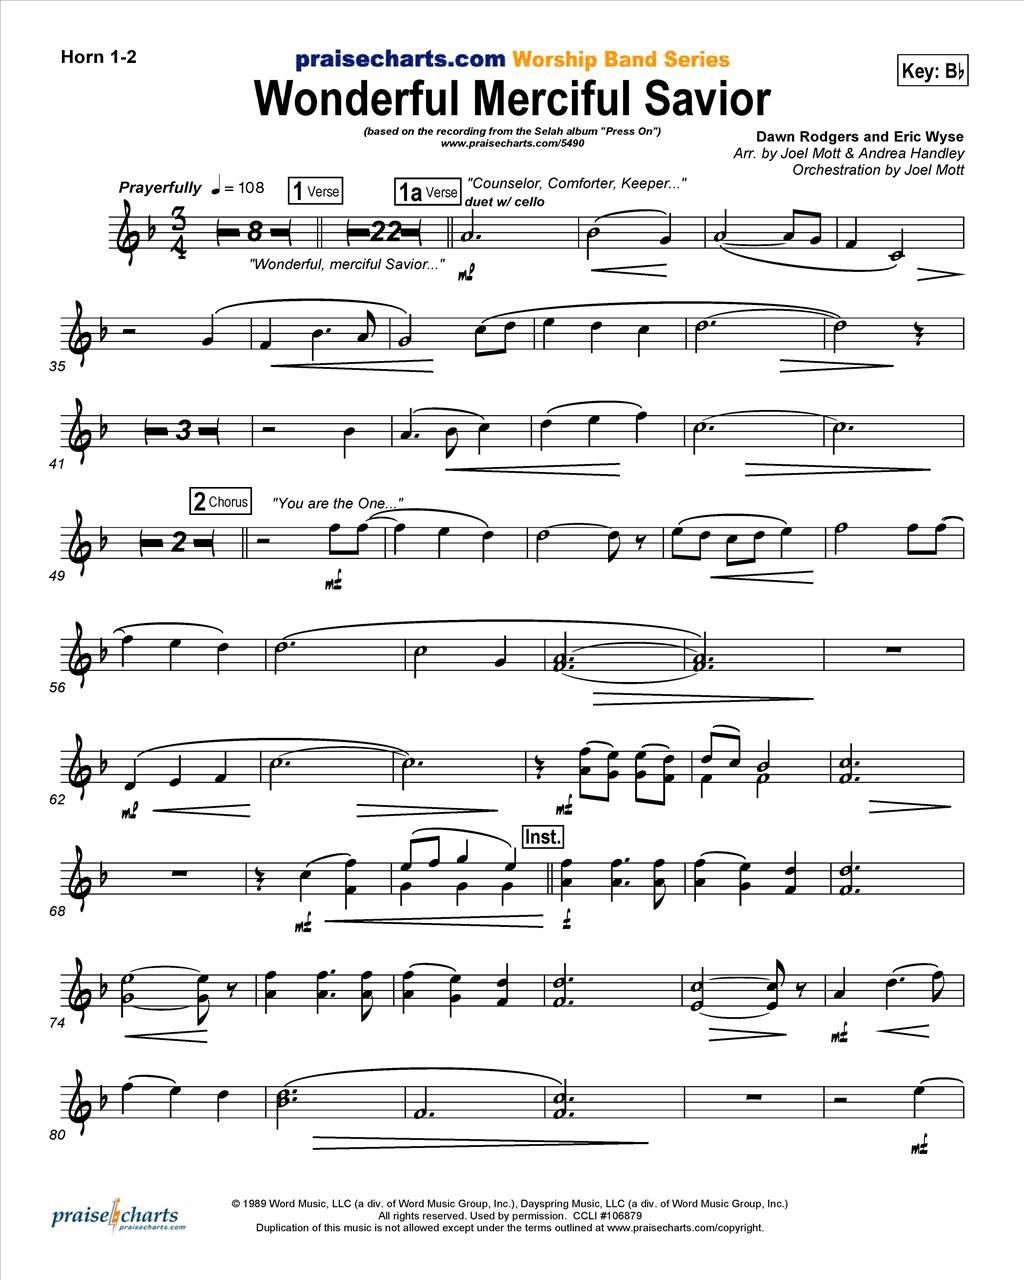 Horn 1-2
praisecharts.com Worship Band Series
Key: B♭
Wonderful Merciful Savior
(based on the recording from the Selah album "Press On")
www.praisecharts.com/5490
Dawn Rodgers and Eric Wyse
Arr. by Joel Mott & Andrea Handley
Orchestration by Joel Mott
Prayerfully ♩ = 108
1 Verse
1a Verse
"Counselor, Comforter, Keeper..."
duet w/ cello
3
4
8
22
"Wonderful, merciful Savior..."
mp
35
3
41
2 Chorus
"You are the One..."
2
49
mf
56
62
mp
mf
Inst.
68
mf
f
74
mf
80
mf
praisecharts
praisecharts.com
© 1989 Word Music, LLC (a div. of Word Music Group, Inc.), Dayspring Music, LLC (a div. of Word Music Group, Inc.)
All rights reserved. Used by permission. CCLI #106879
Duplication of this music is not allowed except under the terms outlined at www.praisecharts.com/copyright.